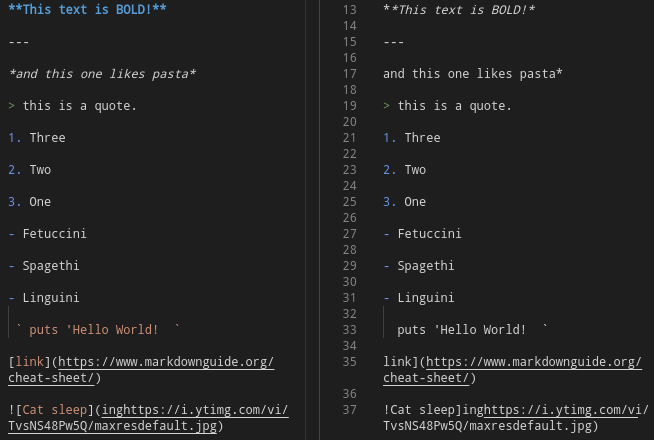 **This text is BOLD!**
---
*and this one likes pasta*
> this is a quote.
1. Three
2. Two
3. One
- Fetuccini
- Spagethi
- Linguini
` puts 'Hello World!  `
[link](https://www.markdownguide.org/
cheat-sheet/)
![Cat sleep](inghttps://i.ytimg.com/vi/
TvsNS48Pw5Q/maxresdefault.jpg)
13 **This text is BOLD!*
14
15 ---
16
17 and this one likes pasta*
18
19 > this is a quote.
20
21 1. Three
22
23 2. Two
24
25 3. One
26
27 - Fetuccini
28
29 - Spagethi
30
31 - Linguini
32
33 puts 'Hello World!  `
34
35 link](https://www.markdownguide.org/
cheat-sheet/)
36
37 !Cat sleep]inghttps://i.ytimg.com/vi/
TvsNS48Pw5Q/maxresdefault.jpg)